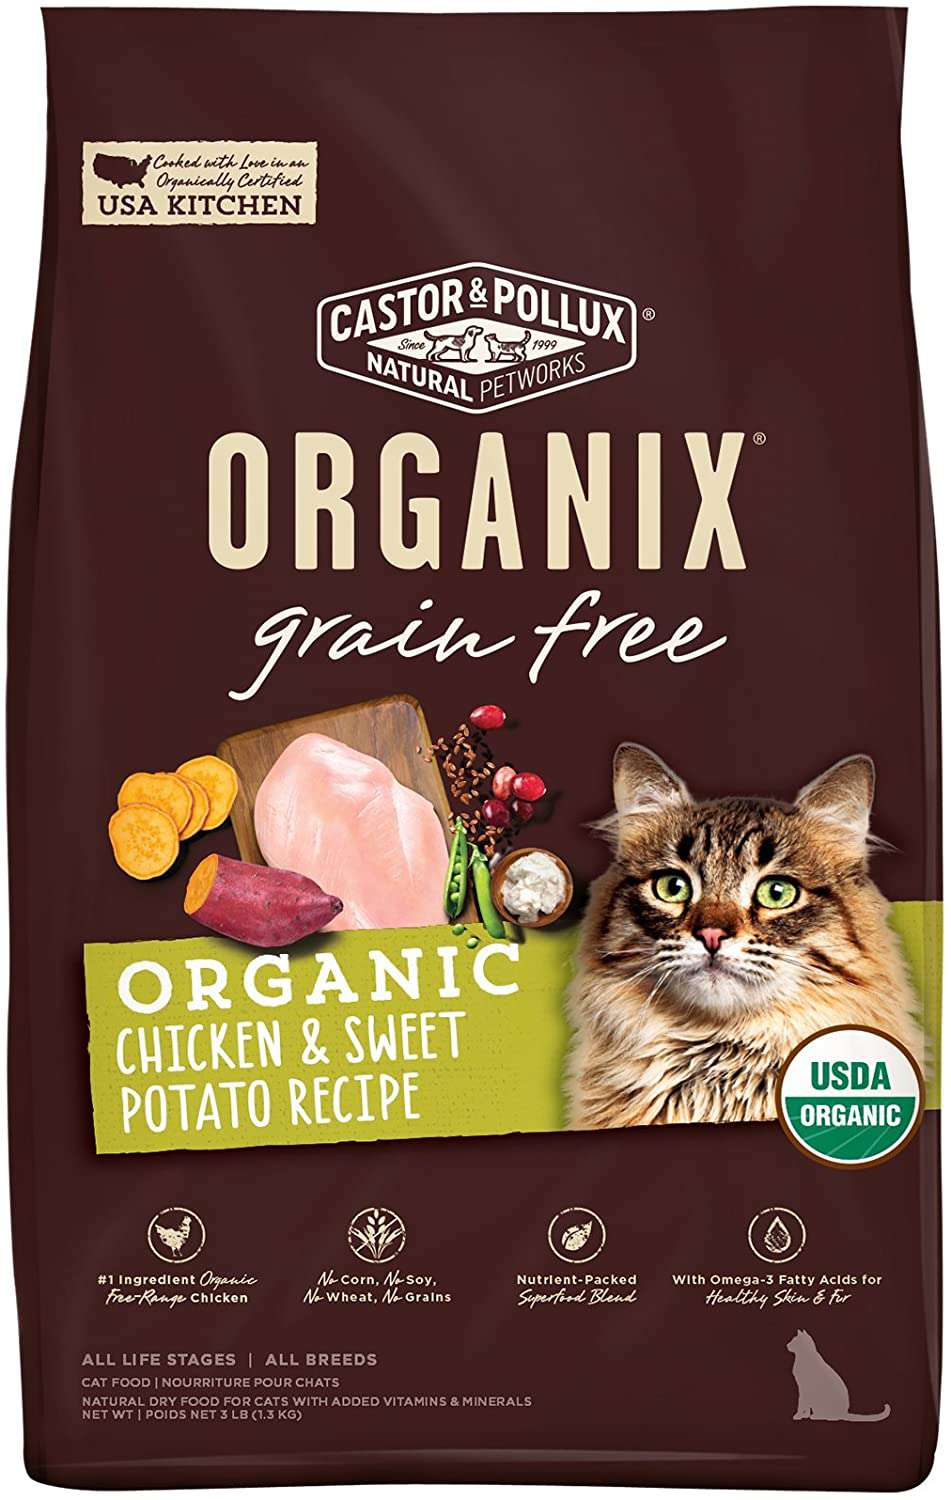 Cooked with Love in an
Organically Certified
USA KITCHEN
CASTOR & POLLUX®
Since 1999
NATURAL PETWORKS
ORGANIX®
grain free
ORGANIC
CHICKEN & SWEET
POTATO RECIPE
USDA
ORGANIC
#1 Ingredient Organic
Free-Range Chicken
No Corn, No Soy,
No Wheat, No Grains
Nutrient-Packed
Superfood Blend
With Omega-3 Fatty Acids for
Healthy Skin & Fur
ALL LIFE STAGES | ALL BREEDS
CAT FOOD | NOURRITURE POUR CHATS
NATURAL DRY FOOD FOR CATS WITH ADDED VITAMINS & MINERALS
NET WT | POIDS NET 3 LB (1.3 KG)